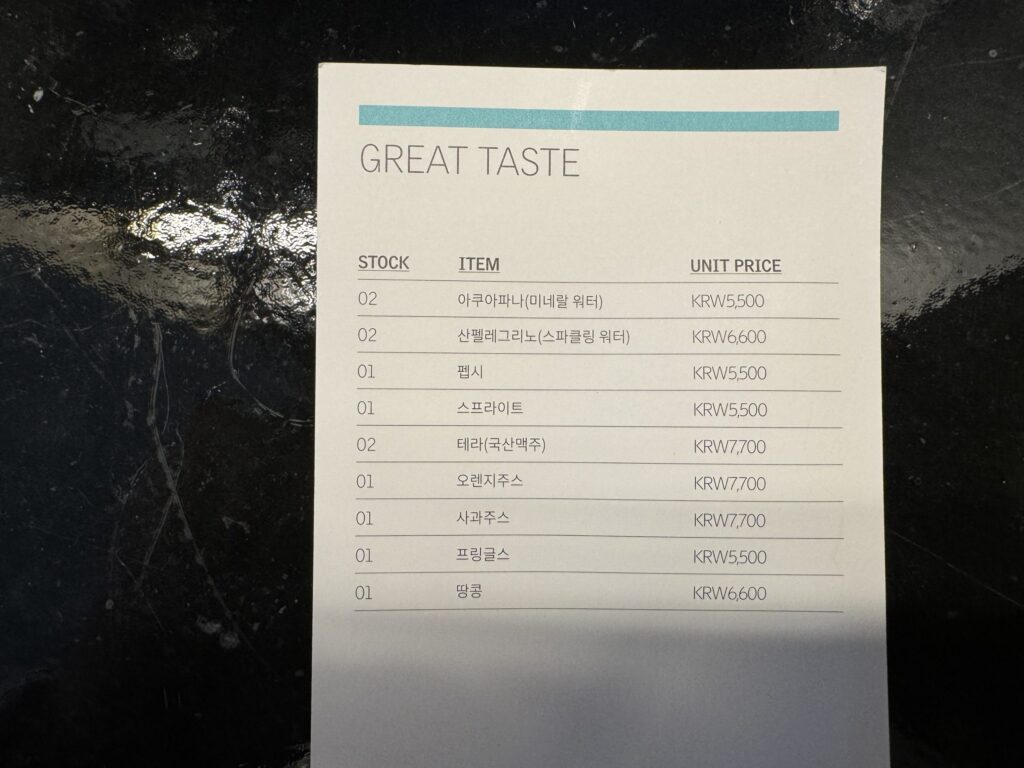 GREAT TASTE
STOCK ITEM UNIT PRICE
02 아쿠아파나(미네랄 워터) KRW5,500
02 산펠레그리노(스파클링 워터) KRW6,600
01 펩시 KRW5,500
01 스프라이트 KRW5,500
02 테라(국산맥주) KRW7,700
01 오렌지주스 KRW7,700
01 사과주스 KRW7,700
01 프링글스 KRW5,500
01 땅콩 KRW6,600